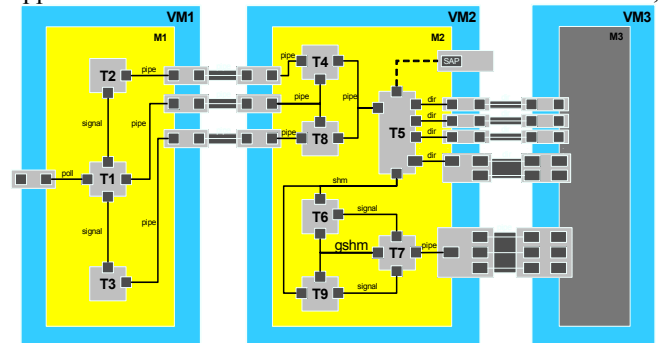 VM1
VM2
VM3
M1
M2
M3
T2
pipe
T4
SAP
pipe
pipe
pipe
dir
signal
pipe
dir
T5
T8
pipe
dir
dir
poll
T1
shm
signal
pipe
T6
signal
qshm
T7
pipe
T3
T9
signal